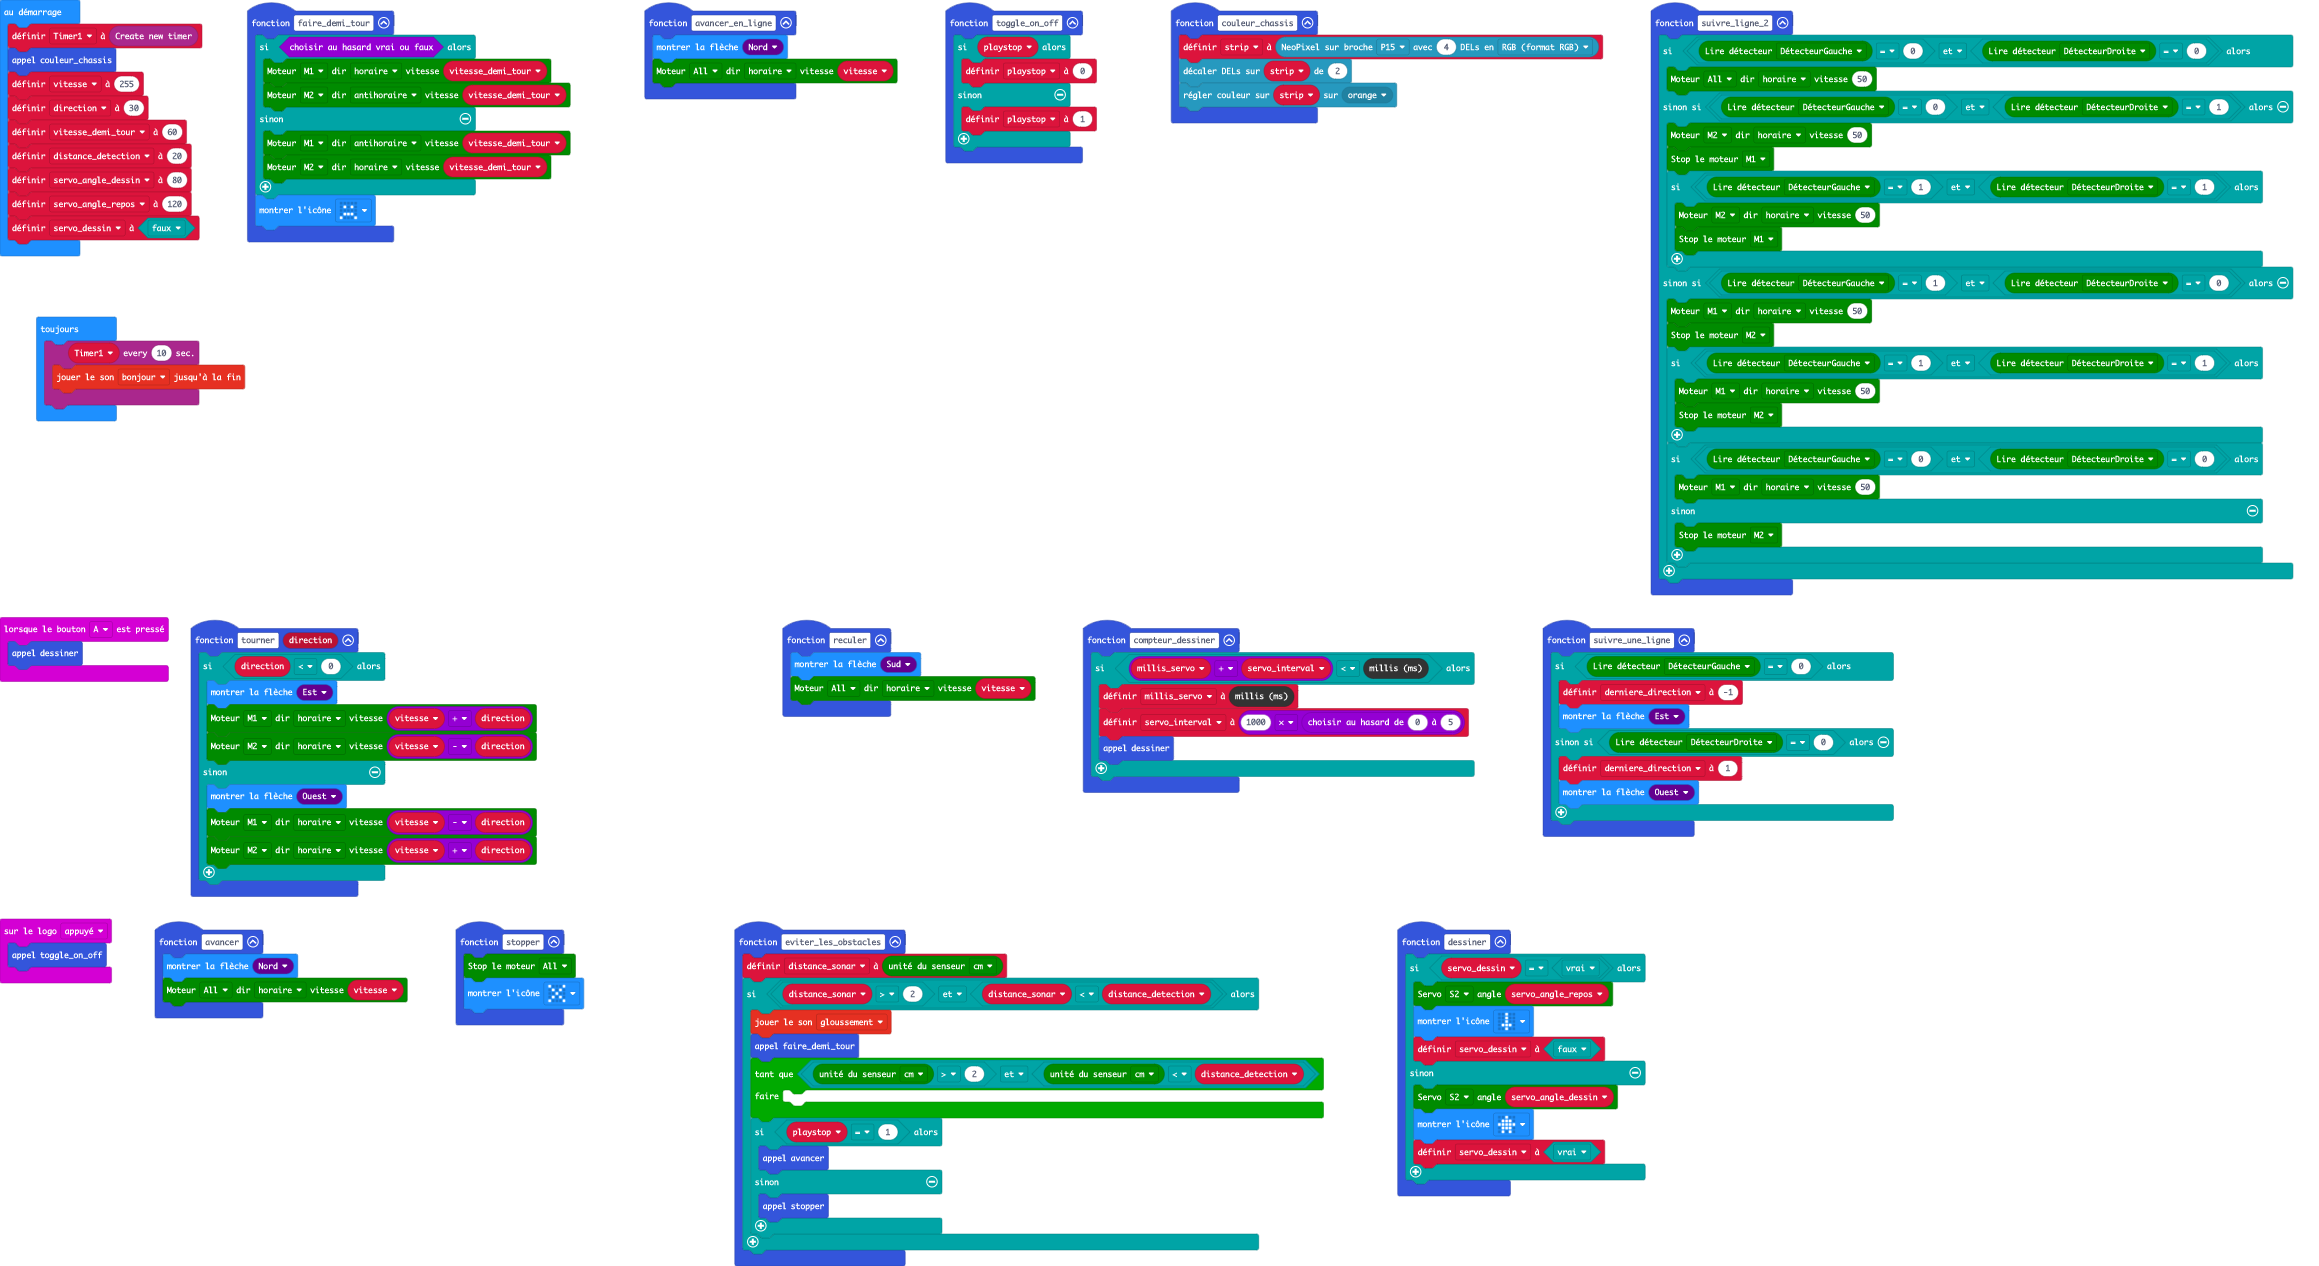 au démarrage
définir Timer1 à Create new timer
appel couleur_chassis
définir vitesse à 255
définir direction à 30
définir vitesse_demi_tour à 60
définir distance_detection à 20
définir servo_angle_dessin à 80
définir servo_angle_repos à 120
définir servo_dessin à faux
fonction faire_demi_tour
si choisir au hasard vrai ou faux alors
Moteur M1 dir horaire vitesse vitesse_demi_tour
Moteur M2 dir antihoraire vitesse vitesse_demi_tour
sinon
Moteur M1 dir antihoraire vitesse vitesse_demi_tour
Moteur M2 dir horaire vitesse vitesse_demi_tour
montrer l'icône
fonction avancer_en_ligne
montrer la flèche Nord
Moteur All dir horaire vitesse vitesse
fonction toggle_on_off
si playstop alors
définir playstop à 0
sinon
définir playstop à 1
fonction couleur_chassis
définir strip à NeoPixel sur broche P15 avec 4 DELs en RGB (format RGB)
décaler DELs sur strip de 2
régler couleur sur strip sur orange
fonction suivre_ligne_2
si Lire détecteur DétecteurGauche = 0 et Lire détecteur DétecteurDroite = 0 alors
Moteur All dir horaire vitesse 50
sinon si Lire détecteur DétecteurGauche = 0 et Lire détecteur DétecteurDroite = 1 alors
Moteur M2 dir horaire vitesse 50
Stop le moteur M1
si Lire détecteur DétecteurGauche = 1 et Lire détecteur DétecteurDroite = 1 alors
Moteur M2 dir horaire vitesse 50
Stop le moteur M1
sinon si Lire détecteur DétecteurGauche = 1 et Lire détecteur DétecteurDroite = 0 alors
Moteur M1 dir horaire vitesse 50
Stop le moteur M2
si Lire détecteur DétecteurGauche = 1 et Lire détecteur DétecteurDroite = 1 alors
Moteur M1 dir horaire vitesse 50
Stop le moteur M2
si Lire détecteur DétecteurGauche = 0 et Lire détecteur DétecteurDroite = 0 alors
Moteur M1 dir horaire vitesse 50
sinon
Stop le moteur M2
toujours
Timer1 every 10 sec.
jouer le son bonjour jusqu'à la fin
lorsque le bouton A est pressé
appel dessiner
fonction tourner direction
si direction < 0 alors
montrer la flèche Est
Moteur M1 dir horaire vitesse vitesse + direction
Moteur M2 dir horaire vitesse vitesse - direction
sinon
montrer la flèche Ouest
Moteur M1 dir horaire vitesse vitesse - direction
Moteur M2 dir horaire vitesse vitesse + direction
fonction reculer
montrer la flèche Sud
Moteur All dir horaire vitesse vitesse
fonction compteur_dessiner
si millis_servo + servo_interval < millis (ms) alors
définir millis_servo à millis (ms)
définir servo_interval à 1000 × choisir au hasard de 0 à 5
appel dessiner
fonction suivre_une_ligne
si Lire détecteur DétecteurGauche = 0 alors
définir derniere_direction à -1
montrer la flèche Est
sinon si Lire détecteur DétecteurDroite = 0 alors
définir derniere_direction à 1
montrer la flèche Ouest
sur le logo appuyé
appel toggle_on_off
fonction avancer
montrer la flèche Nord
Moteur All dir horaire vitesse vitesse
fonction stopper
Stop le moteur All
montrer l'icône
fonction eviter_les_obstacles
définir distance_sonar à unité du senseur cm
si distance_sonar > 2 et distance_sonar < distance_detection alors
jouer le son gloussement
appel faire_demi_tour
tant que unité du senseur cm > 2 et unité du senseur cm < distance_detection
faire
si playstop = 1 alors
appel avancer
sinon
appel stopper
fonction dessiner
si servo_dessin = vrai alors
Servo S2 angle servo_angle_repos
montrer l'icône
définir servo_dessin à faux
sinon
Servo S2 angle servo_angle_dessin
montrer l'icône
définir servo_dessin à vrai